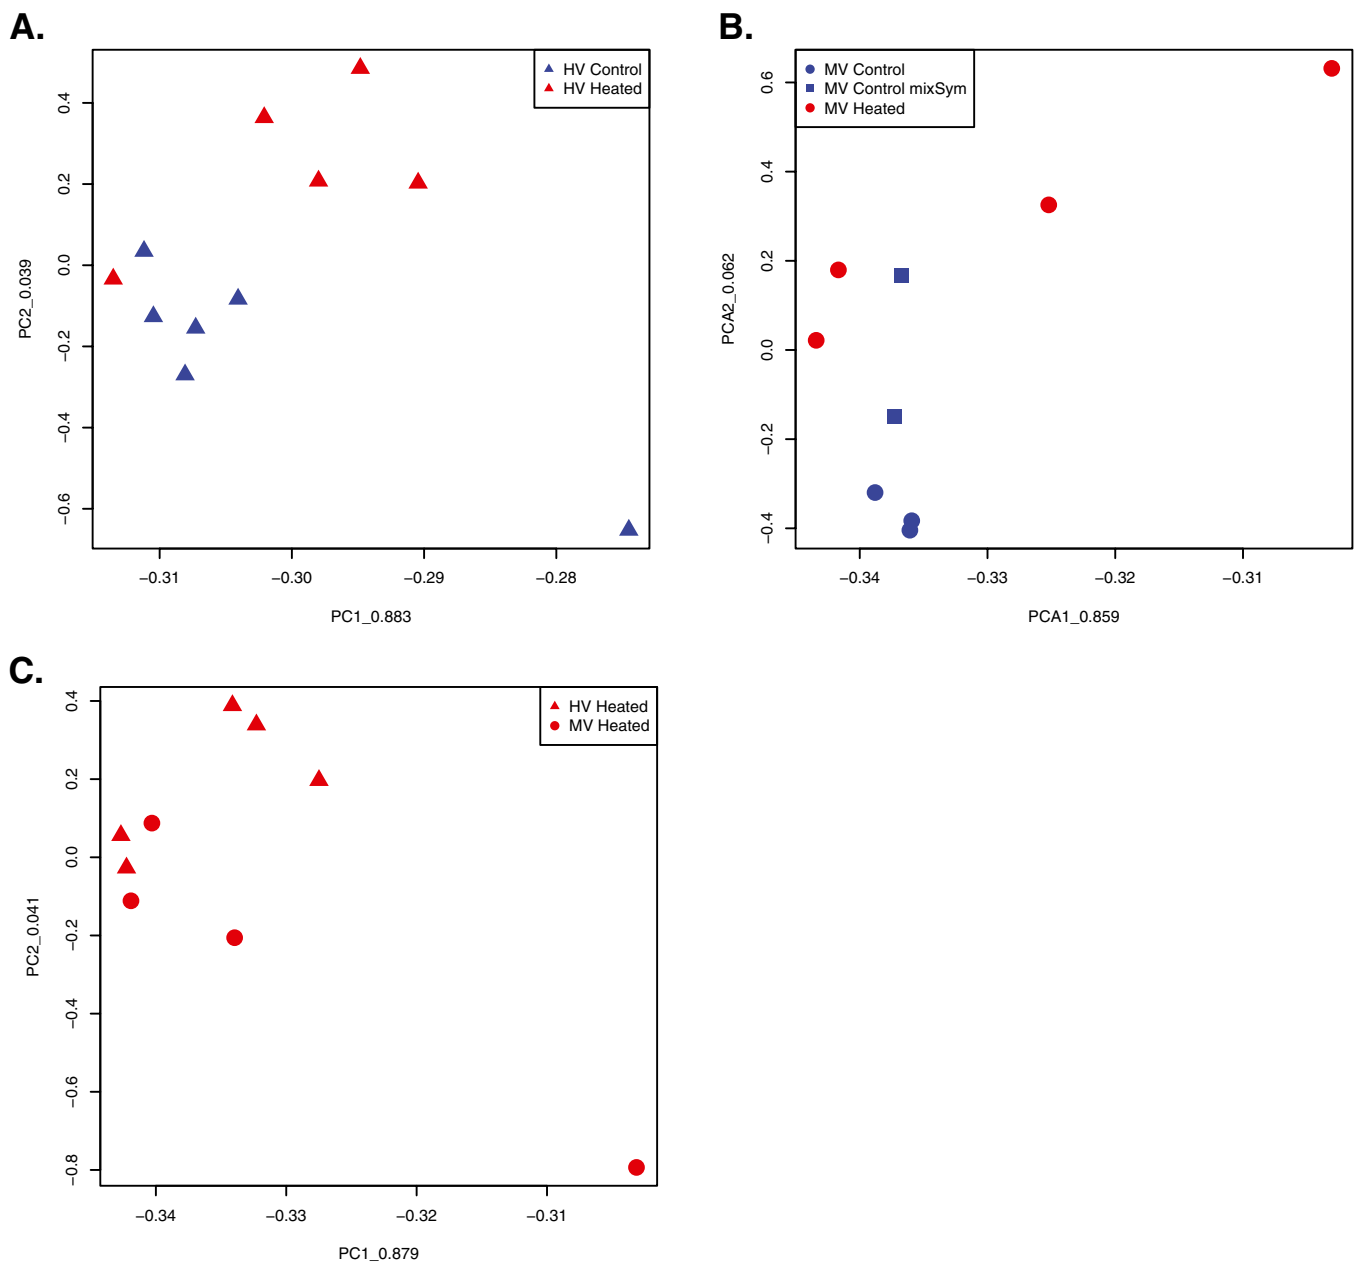 A.
HV Control
HV Heated
0.4
0.2
0.0
−0.2
−0.4
−0.6
PC2_0.039
−0.31
−0.30
−0.29
−0.28
PC1_0.883
B.
MV Control
MV Control mixSym
MV Heated
0.6
0.4
0.2
0.0
−0.2
−0.4
PCA2_0.062
−0.34
−0.33
−0.32
−0.31
PCA1_0.859
C.
HV Heated
MV Heated
0.4
0.2
0.0
−0.2
−0.4
−0.6
−0.8
PC2_0.041
−0.34
−0.33
−0.32
−0.31
PC1_0.879